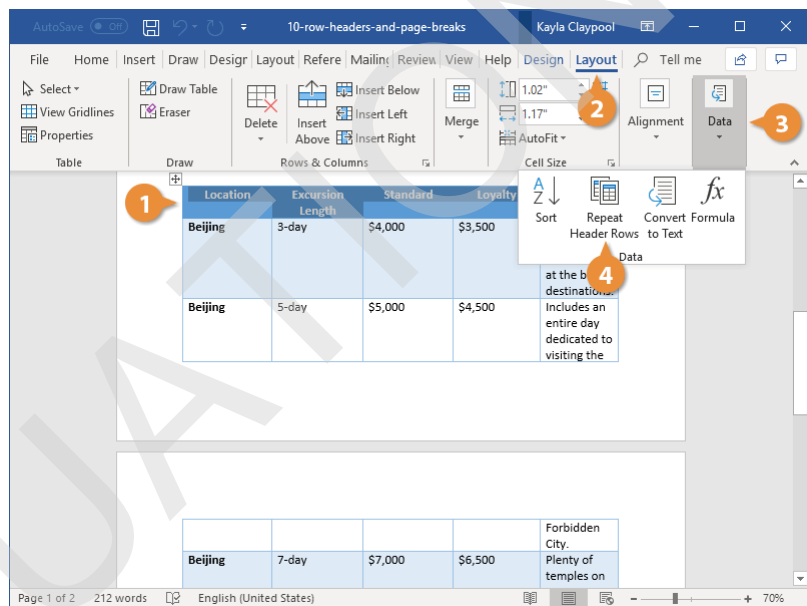 AutoSave Off 10-row-headers-and-page-breaks Kayla Claypool
File Home Insert Draw Desigr Layout Refere Mailing Review View Help Design Layout Tell me
Select
View Gridlines
Properties
Table
Draw Table
Eraser
Draw
Delete
Insert
Above
Insert Below
Insert Left
Insert Right
Rows & Columns
Merge
1.02"
1.17"
AutoFit
Cell Size
Alignment
Data
2
3
Sort
Repeat
Header Rows
Convert
to Text
Formula
Data
4
1
Location Excursion Standard Loyalty
Length
Beijing 3-day $4,000 $3,500
at the b
destinations.
Beijing 5-day $5,000 $4,500 Includes an
entire day
dedicated to
visiting the
Forbidden
City.
Beijing 7-day $7,000 $6,500 Plenty of
temples on
Page 1 of 2 212 words English (United States) 70%